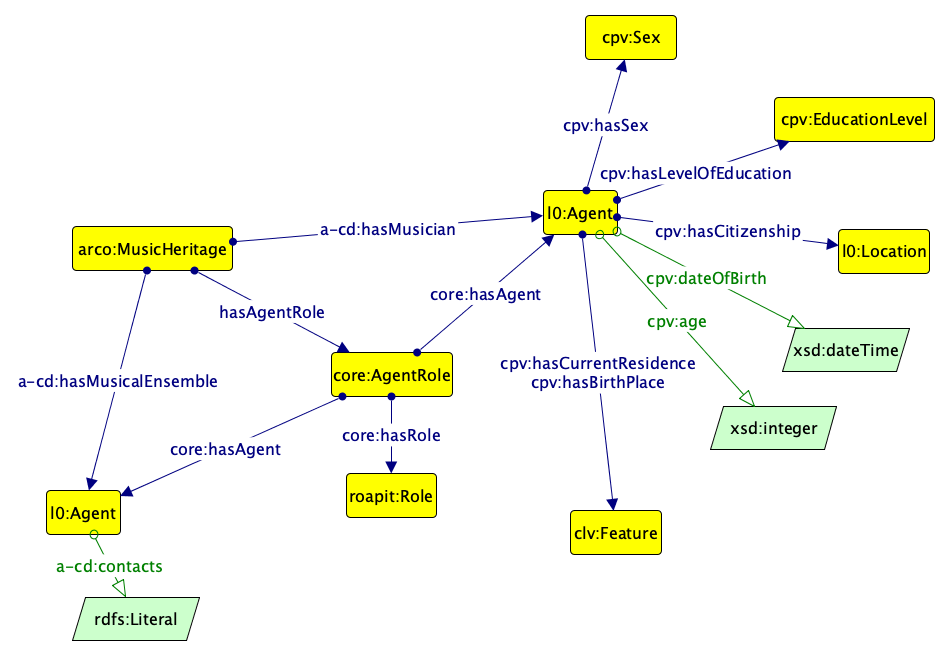 cpv:Sex
cpv:EducationLevel
cpv:hasSex
cpv:hasLevelOfEducation
l0:Agent
a-cd:hasMusician
cpv:hasCitizenship
arco:MusicHeritage
l0:Location
cpv:dateOfBirth
core:hasAgent
hasAgentRole
cpv:age
xsd:dateTime
cpv:hasCurrentResidence
cpv:hasBirthPlace
core:AgentRole
a-cd:hasMusicalEnsemble
xsd:integer
core:hasRole
core:hasAgent
roapit:Role
l0:Agent
clv:Feature
a-cd:contacts
rdfs:Literal